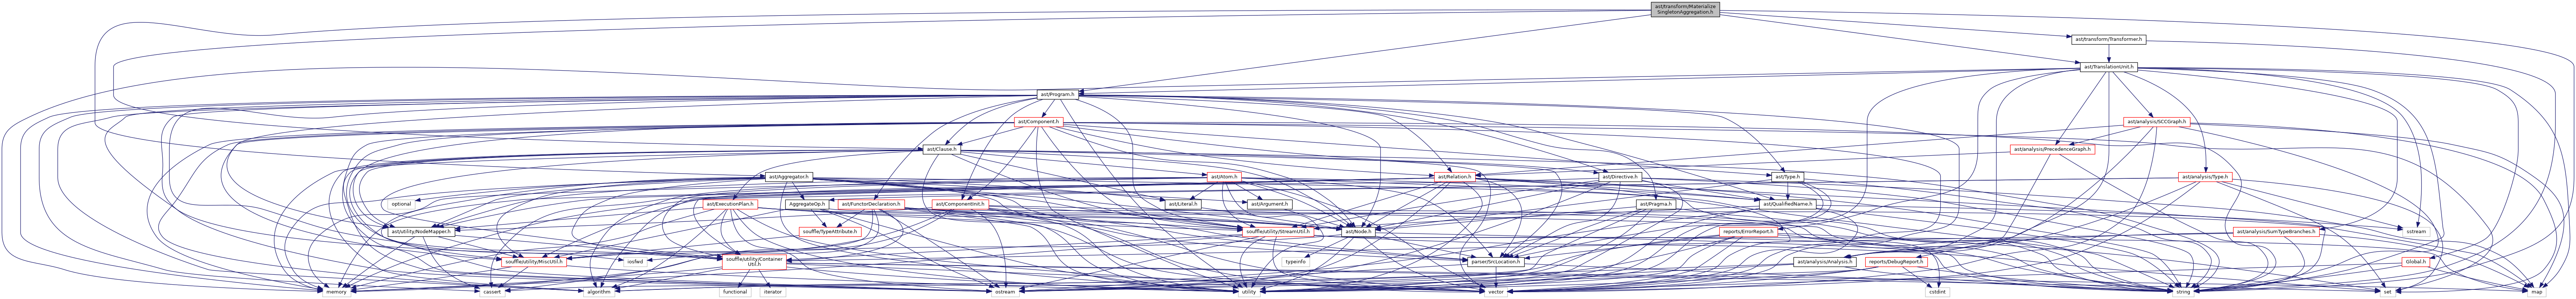 ast/transform/Materialize
SingletonAggregation.h
ast/transform/Transformer.h
ast/TranslationUnit.h
ast/Program.h
ast/Component.h
ast/analysis/SCCGraph.h
ast/Clause.h
ast/analysis/PrecedenceGraph.h
ast/Aggregator.h
ast/Atom.h
ast/Relation.h
ast/Directive.h
ast/Type.h
ast/analysis/Type.h
optional
ast/ExecutionPlan.h
AggregateOp.h
ast/FunctorDeclaration.h
ast/ComponentInit.h
ast/Literal.h
ast/Argument.h
ast/Pragma.h
ast/QualifiedName.h
ast/utility/NodeMapper.h
souffle/TypeAttribute.h
souffle/utility/StreamUtil.h
ast/Node.h
reports/ErrorReport.h
ast/analysis/SumTypeBranches.h
sstream
souffle/utility/MiscUtil.h
iosfwd
souffle/utility/Container
Util.h
typeinfo
parser/SrcLocation.h
ast/analysis/Analysis.h
reports/DebugReport.h
Global.h
memory
cassert
algorithm
functional
iterator
ostream
utility
vector
cstdint
string
set
map